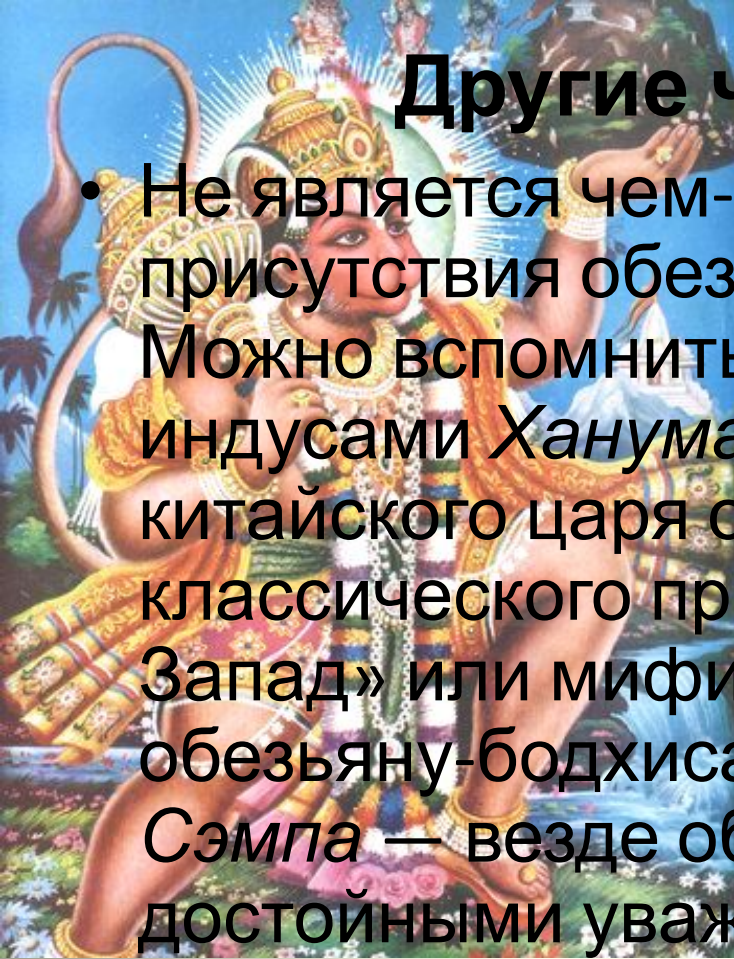 Другие ч
• Не является чем-
присутствия обез
Можно вспомнить
индусами Ханума
китайского царя о
классического пр
Запад» или мифи
обезьяну-бодхиса
Сэмпа — везде об
достойными уваж